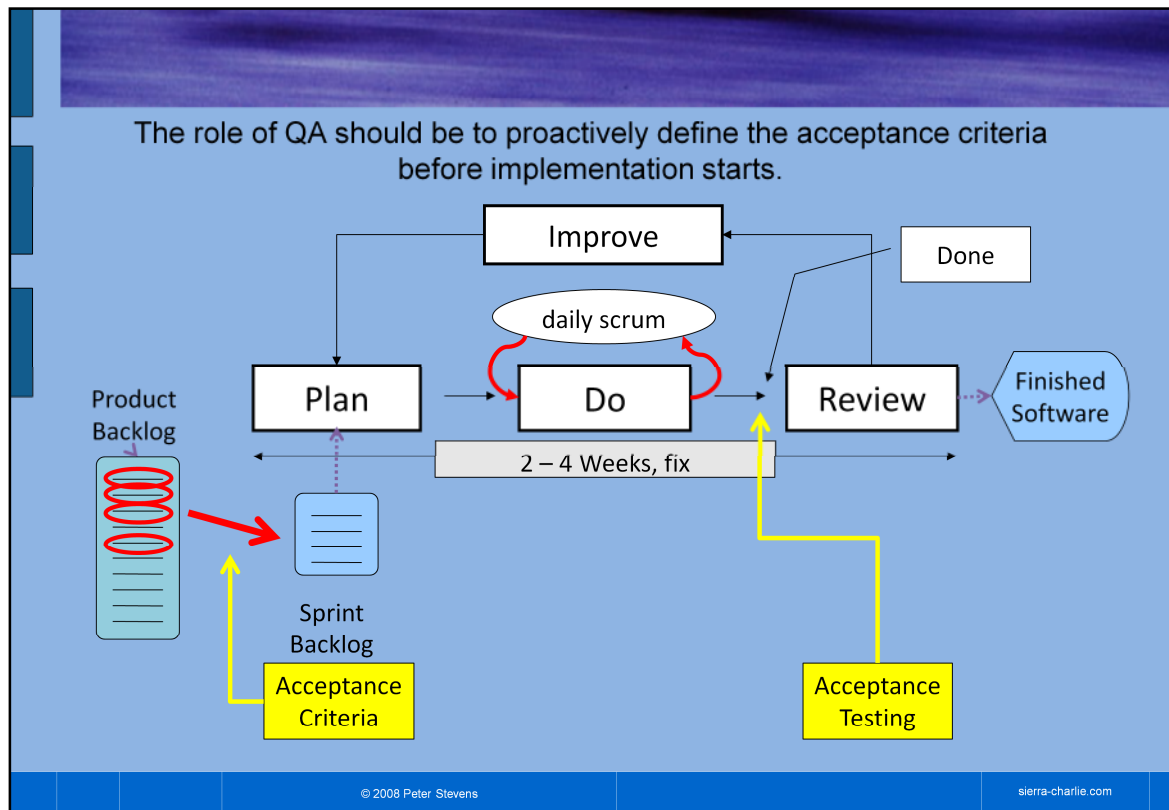 The role of QA should be to proactively define the acceptance criteria
before implementation starts.
Improve
Done
daily scrum
Plan
Do
Review
Finished
Software
Product
Backlog
2 – 4 Weeks, fix
Sprint
Backlog
Acceptance
Criteria
Acceptance
Testing
© 2008 Peter Stevens
sierra-charlie.com